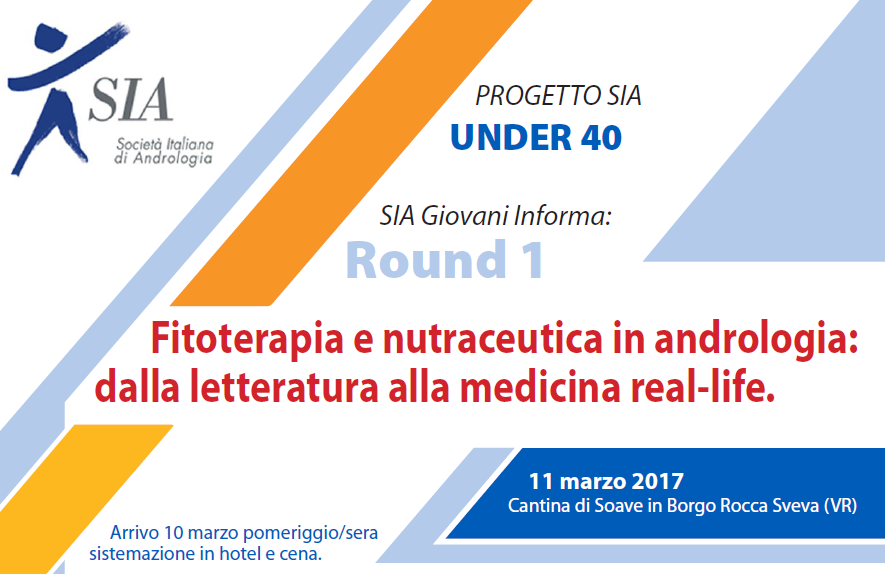 SIA
Società Italiana
di Andrologia
PROGETTO SIA
UNDER 40
SIA Giovani Informa:
Round 1
Fitoterapia e nutraceutica in andrologia:
dalla letteratura alla medicina real-life.
11 marzo 2017
Cantina di Soave in Borgo Rocca Sveva (VR)
Arrivo 10 marzo pomeriggio/sera
sistemazione in hotel e cena.